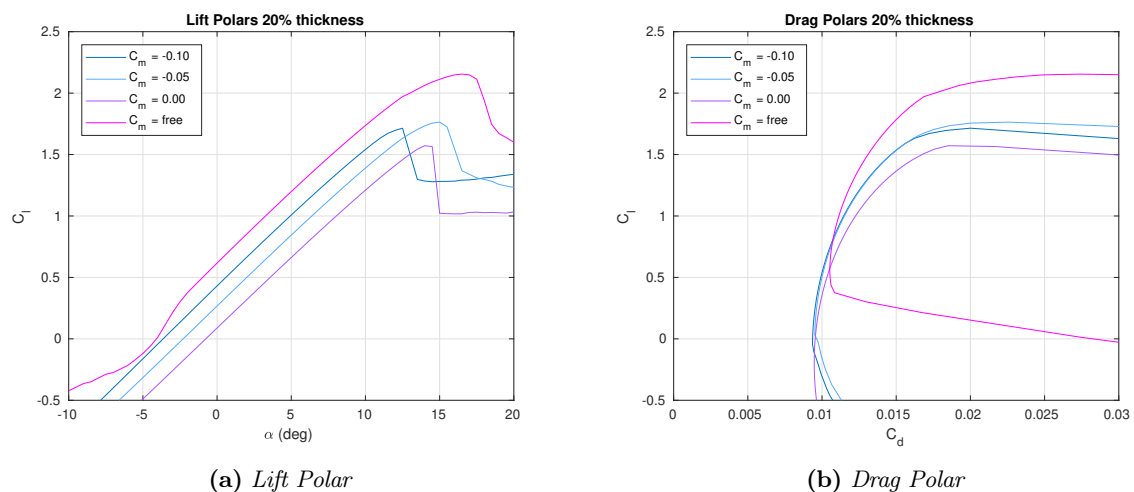 Lift Polars 20% thickness
2.5
2
1.5
1
0.5
0
-0.5
C_l
-10
-5
0
5
10
15
20
α (deg)
C_m = -0.10
C_m = -0.05
C_m = 0.00
C_m = free
(a) Lift Polar
Drag Polars 20% thickness
2.5
2
1.5
1
0.5
0
-0.5
C_l
0
0.005
0.01
0.015
0.02
0.025
0.03
C_d
C_m = -0.10
C_m = -0.05
C_m = 0.00
C_m = free
(b) Drag Polar